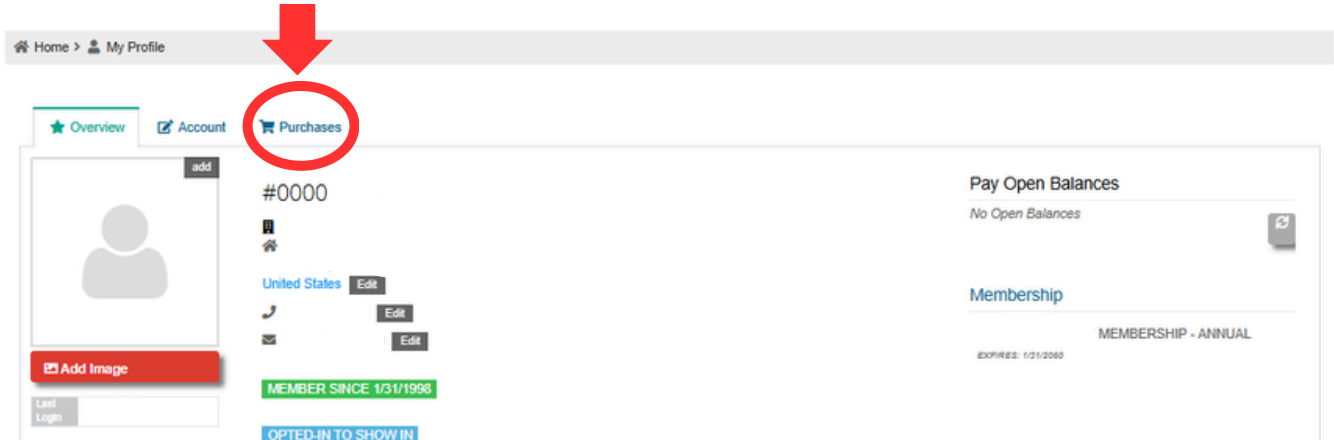 Home > My Profile
Overview Account Purchases
add
#0000
United States Edit
Edit
Edit
Add Image
Last
Login
MEMBER SINCE 1/31/1998
OPTED-IN TO SHOW IN
Pay Open Balances
No Open Balances
Membership
MEMBERSHIP - ANNUAL
EXPIRES: 1/31/2060